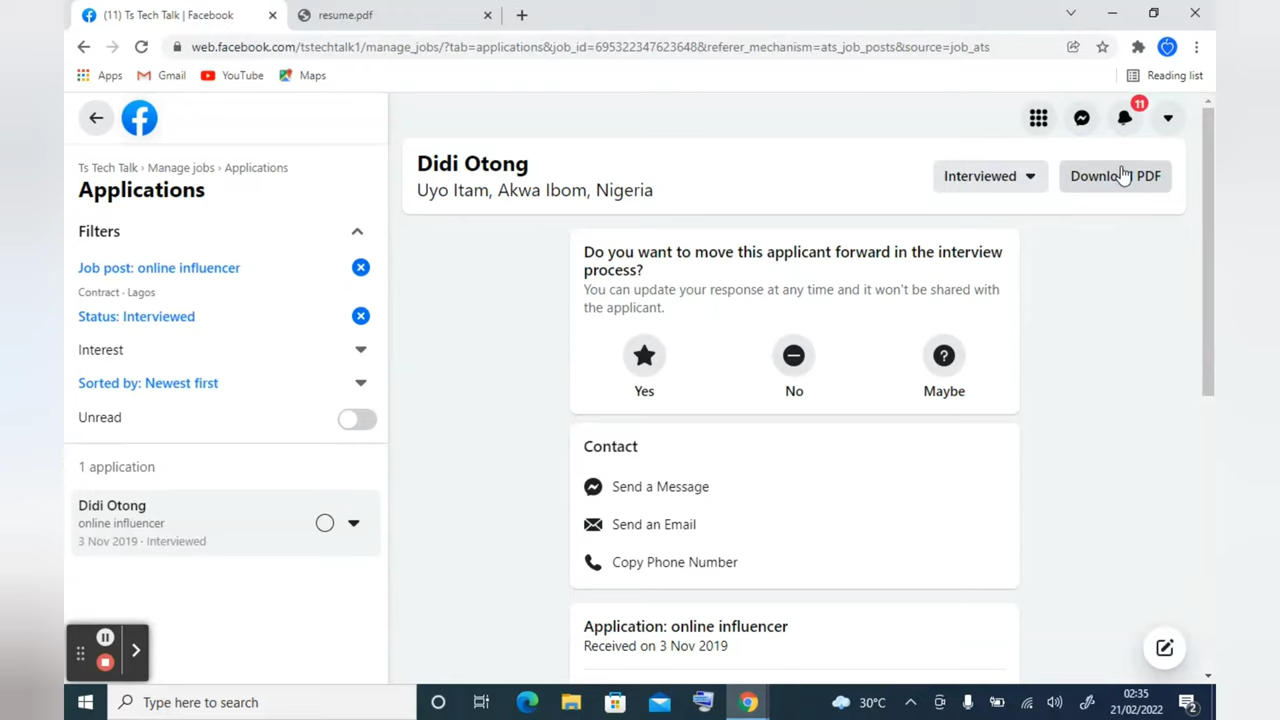 (11) Ts Tech Talk | Facebook
resume.pdf
web.facebook.com/tstechtalk1/manage_jobs/?tab=applications&job_id=695322347623648&referer_mechanism=ats_job_posts&source=job_ats
Apps
Gmail
YouTube
Maps
Reading list
11
Ts Tech Talk › Manage jobs › Applications
Applications
Filters
Job post: online influencer
Contract · Lagos
Status: Interviewed
Interest
Sorted by: Newest first
Unread
1 application
Didi Otong
online influencer
3 Nov 2019 · Interviewed
Didi Otong
Uyo Itam, Akwa Ibom, Nigeria
Interviewed
Download PDF
Do you want to move this applicant forward in the interview
process?
You can update your response at any time and it won't be shared with
the applicant.
Yes
No
Maybe
Contact
Send a Message
Send an Email
Copy Phone Number
Application: online influencer
Received on 3 Nov 2019
Type here to search
30°C
02:35
21/02/2022
2